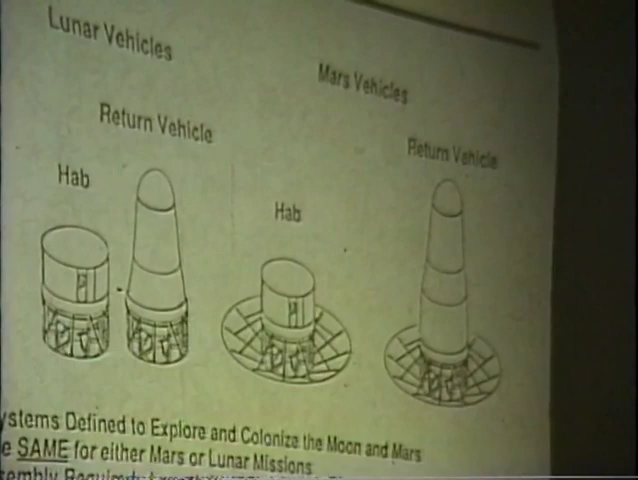 Lunar Vehicles
Mars Vehicles
Return Vehicle
Return Vehicle
Hab
Hab
ystems Defined to Explore and Colonize the Moon and Mars
e SAME for either Mars or Lunar Missions